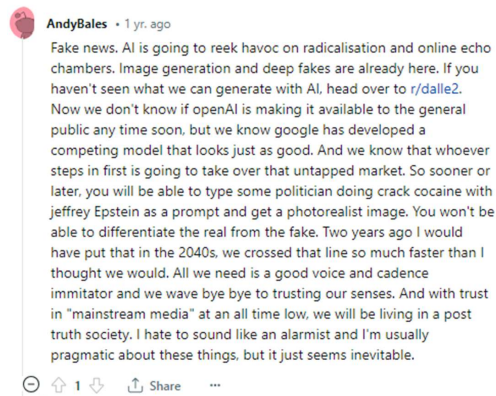 AndyBales • 1 yr. ago
Fake news. AI is going to reek havoc on radicalisation and online echo
chambers. Image generation and deep fakes are already here. If you
haven't seen what we can generate with AI, head over to r/dalle2.
Now we don't know if openAI is making it available to the general
public any time soon, but we know google has developed a
competing model that looks just as good. And we know that whoever
steps in first is going to take over that untapped market. So sooner or
later, you will be able to type some politician doing crack cocaine with
jeffrey Epstein as a prompt and get a photorealist image. You won't be
able to differentiate the real from the fake. Two years ago I would
have put that in the 2040s, we crossed that line so much faster than I
thought we would. All we need is a good voice and cadence
immitator and we wave bye bye to trusting our senses. And with trust
in "mainstream media" at an all time low, we will be living in a post
truth society. I hate to sound like an alarmist and I'm usually
pragmatic about these things, but it just seems inevitable.
1 Share ...